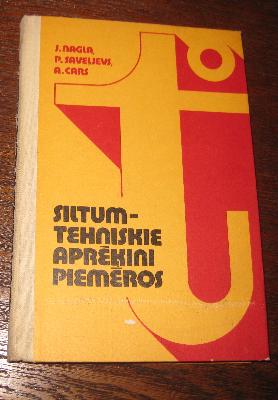 J. NAGLA,
P. SAVEĻJEVS,
A. CARS
t°
SILTUM-
TEHNISKIE
APRĒĶINI
PIEMĒROS